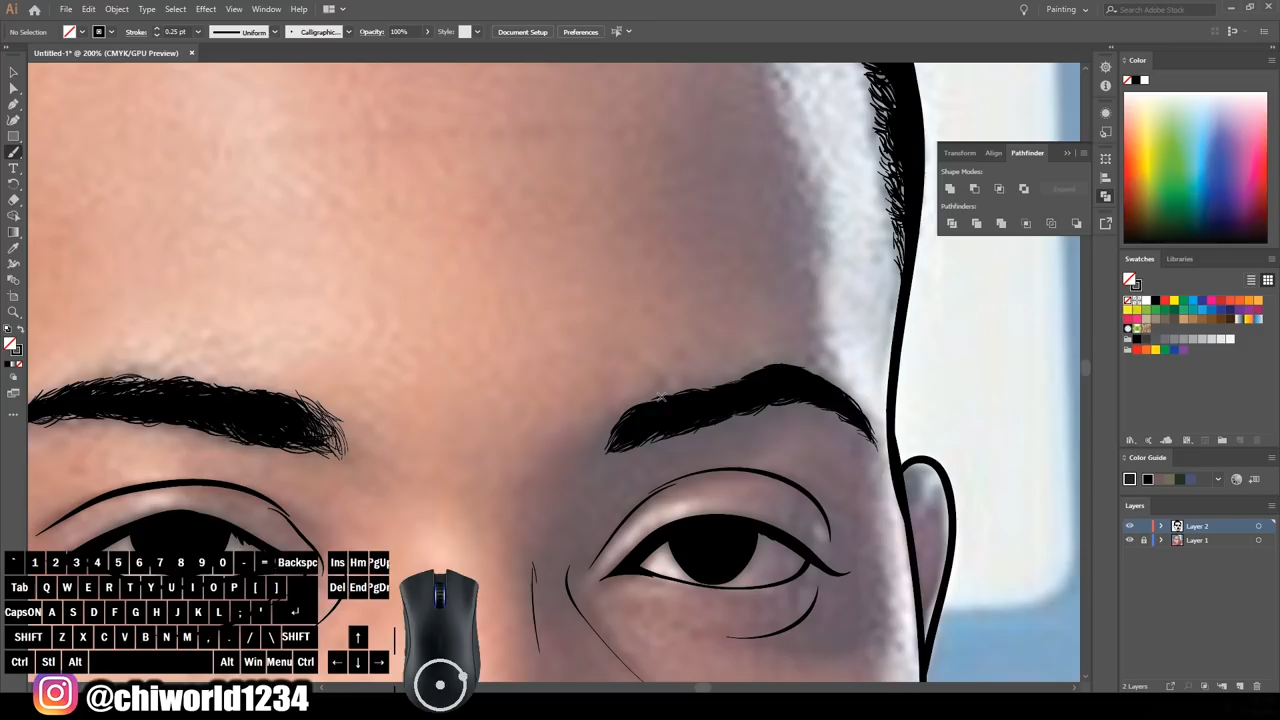 Ai File Edit Object Type Select Effect View Window Help Painting Search Adobe Stock
No Selection Stroke: 0.25 pt Uniform Calligraphic... Opacity: 100% Style: Document Setup Preferences
Untitled-1* @ 200% (CMYK/GPU Preview)
Color
Transform Align Pathfinder
Shape Modes:
Expand
Pathfinders:
Swatches Libraries
Color Guide
Layers
Layer 2
Layer 1
2 Layers
` 1 2 3 4 5 6 7 8 9 0 - = Backspc Ins Hm PgUp
Tab Q W E R T Y U I O P [ ] Del End PgDn
CapsON A S D F G H J K L ; ' ↵
SHIFT Z X C V B N M , . / \ SHIFT ↑
Ctrl Stl Alt Alt Win Menu Ctrl ← ↓ →
@chiworld1234